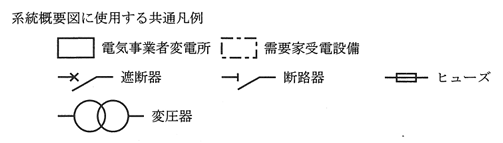 系統概要図に使用する共通凡例
電気事業者変電所 需要家受電設備
遮断器 断路器 ヒューズ
変圧器